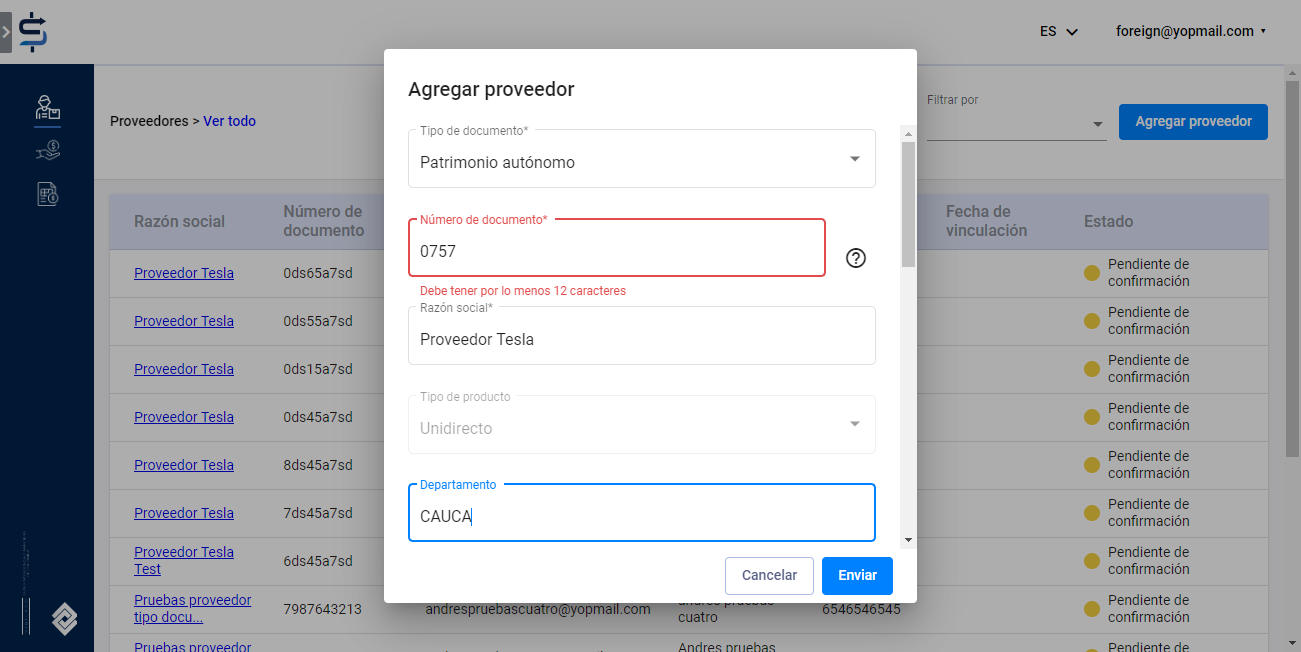 ES
foreign@yopmail.com
Agregar proveedor
Proveedores > Ver todo
Filtrar por
Agregar proveedor
Tipo de documento*
Patrimonio autónomo
Número de documento*
0757
Debe tener por lo menos 12 caracteres
Razón social*
Proveedor Tesla
Tipo de producto
Unidirecto
Departamento
CAUCA
Cancelar
Enviar
Razón social
Número de
documento
Fecha de
vinculación
Estado
Proveedor Tesla
0ds65a7sd
Pendiente de
confirmación
Proveedor Tesla
0ds55a7sd
Pendiente de
confirmación
Proveedor Tesla
0ds15a7sd
Pendiente de
confirmación
Proveedor Tesla
0ds45a7sd
Pendiente de
confirmación
Proveedor Tesla
8ds45a7sd
Pendiente de
confirmación
Proveedor Tesla
7ds45a7sd
Pendiente de
confirmación
Proveedor Tesla
Test
6ds45a7sd
Pendiente de
confirmación
Pruebas proveedor
tipo docu...
7987643213
andrespruebascuatro@yopmail.com
andres pruebas
cuatro
6546546545
Pendiente de
confirmación
Pruebas proveedor
Andres pruebas
Pendiente de